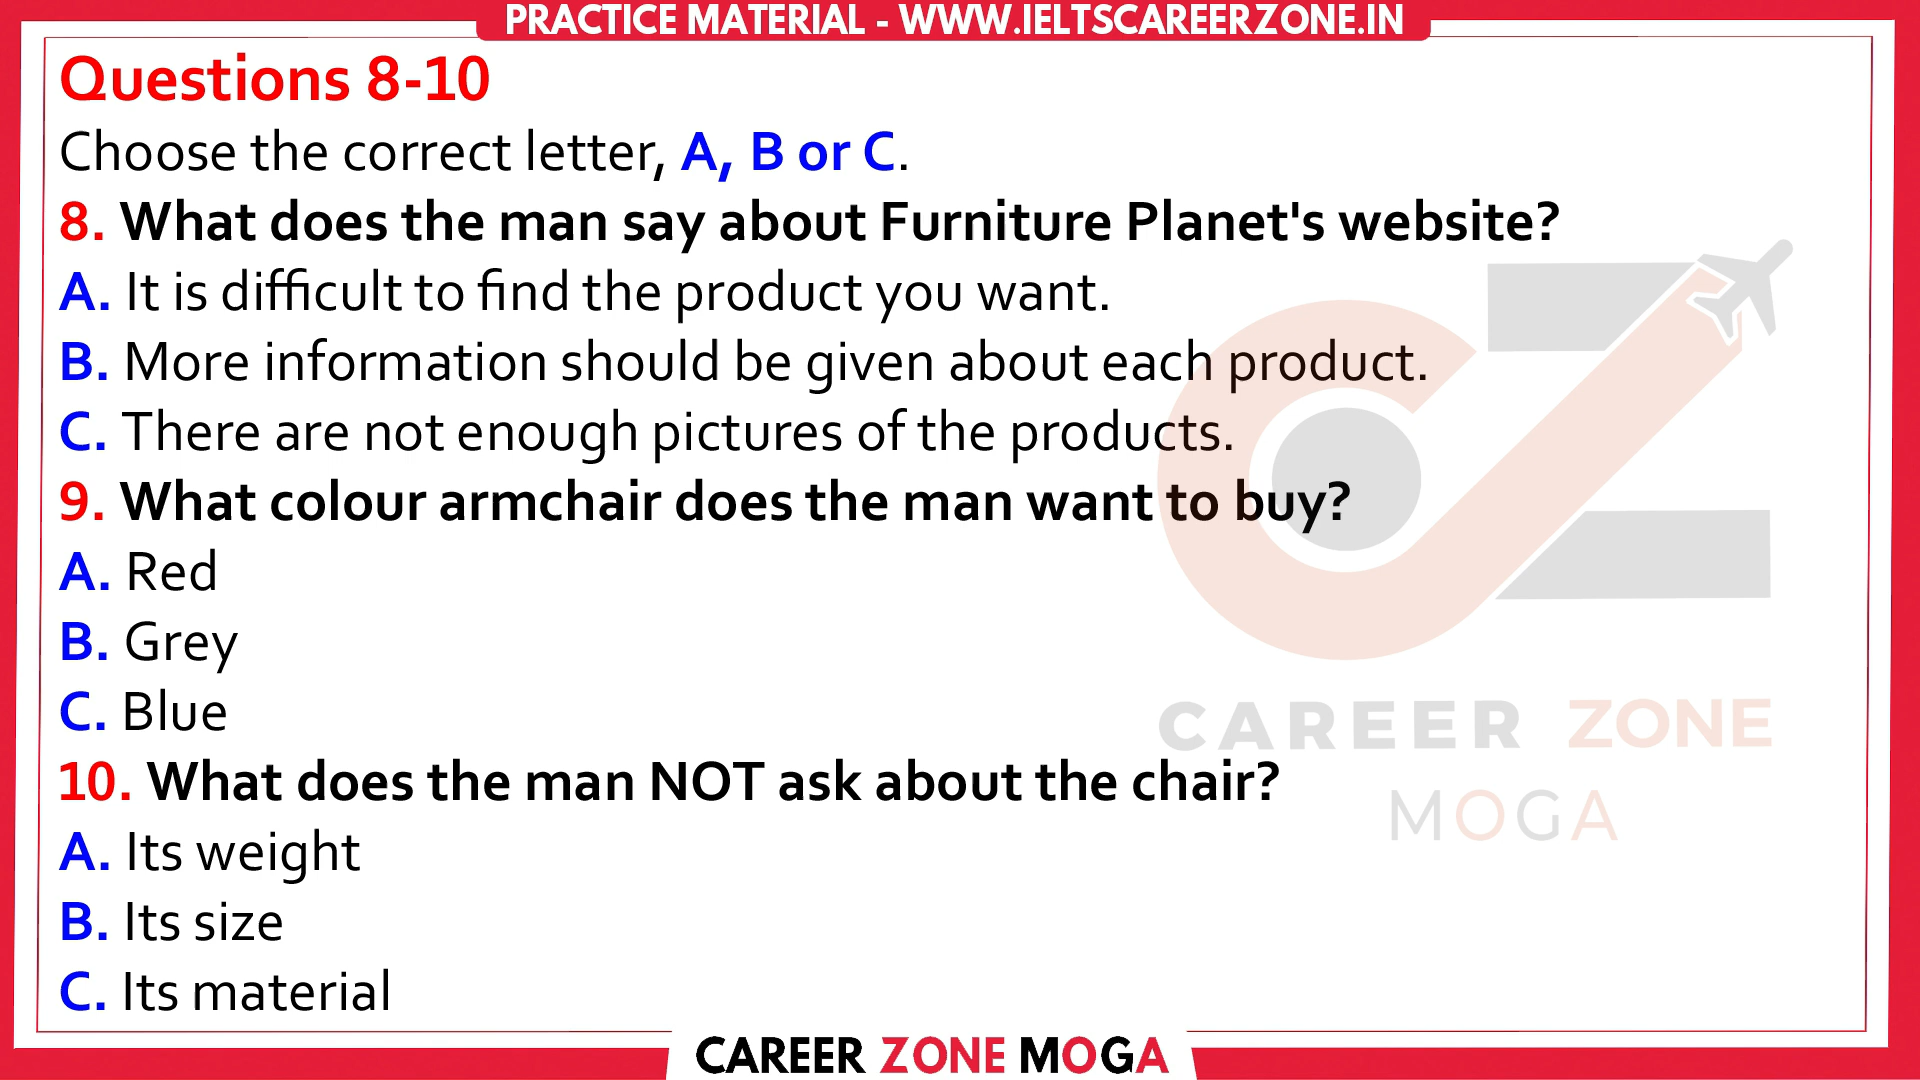 PRACTICE MATERIAL - WWW.IELTSCAREERZONE.IN
Questions 8-10
Choose the correct letter, A, B or C.
8. What does the man say about Furniture Planet's website?
A. It is difficult to find the product you want.
B. More information should be given about each product.
C. There are not enough pictures of the products.
9. What colour armchair does the man want to buy?
A. Red
B. Grey
C. Blue
CAREER ZONE
10. What does the man NOT ask about the chair?
MOGA
A. Its weight
B. Its size
C. Its material
CAREER ZONE MOGA